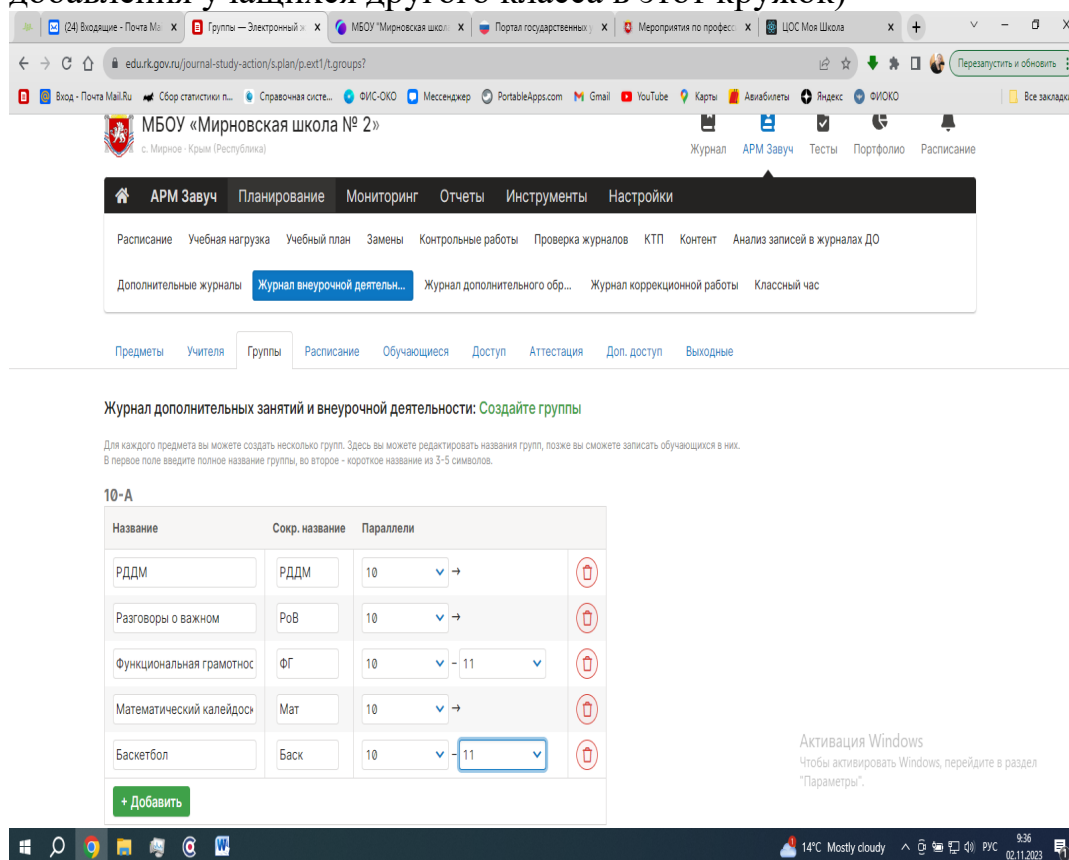 добавления учащихся другого класса в этот кружок)
(24) Входящие - Почта Ma
Группы — Электронный ж
МБОУ "Мирновская школ
Портал государственных у
Мероприятия по професс
ЦОС Моя Школа
edu.rk.gov.ru/journal-study-action/s.plan/p.ext1/t.groups?
Перезапустить и обновить
Вход - Почта Mail.Ru
Сбор статистики п...
Справочная систе...
ФИС-ОКО
Мессенджер
PortableApps.com
Gmail
YouTube
Карты
Авиабилеты
Яндекс
ФИОКО
Все закладки
МБОУ «Мирновская школа № 2»
с. Мирное - Крым (Республика)
Журнал АРМ Завуч Тесты Портфолио Расписание
АРМ Завуч Планирование Мониторинг Отчеты Инструменты Настройки
Расписание Учебная нагрузка Учебный план Замены Контрольные работы Проверка журналов КТП Контент Анализ записей в журналах ДО
Дополнительные журналы Журнал внеурочной деятельн... Журнал дополнительного обр... Журнал коррекционной работы Классный час
Предметы Учителя Группы Расписание Обучающиеся Доступ Аттестация Доп. доступ Выходные
Журнал дополнительных занятий и внеурочной деятельности: Создайте группы
Для каждого предмета вы можете создать несколько групп. Здесь вы можете редактировать названия групп, позже вы сможете записать обучающихся в них.
В первое поле введите полное название группы, во второе - короткое название из 3-5 символов.
10-А
Название Сокр. название Параллели
РДДМ РДДМ 10 →
Разговоры о важном РоВ 10 →
Функциональная грамотнос ФГ 10 – 11
Математический калейдоск Мат 10 →
Баскетбол Баск 10 – 11
+ Добавить
Активация Windows
Чтобы активировать Windows, перейдите в раздел
"Параметры".
14°C Mostly cloudy
РУС
9:36
02.11.2023